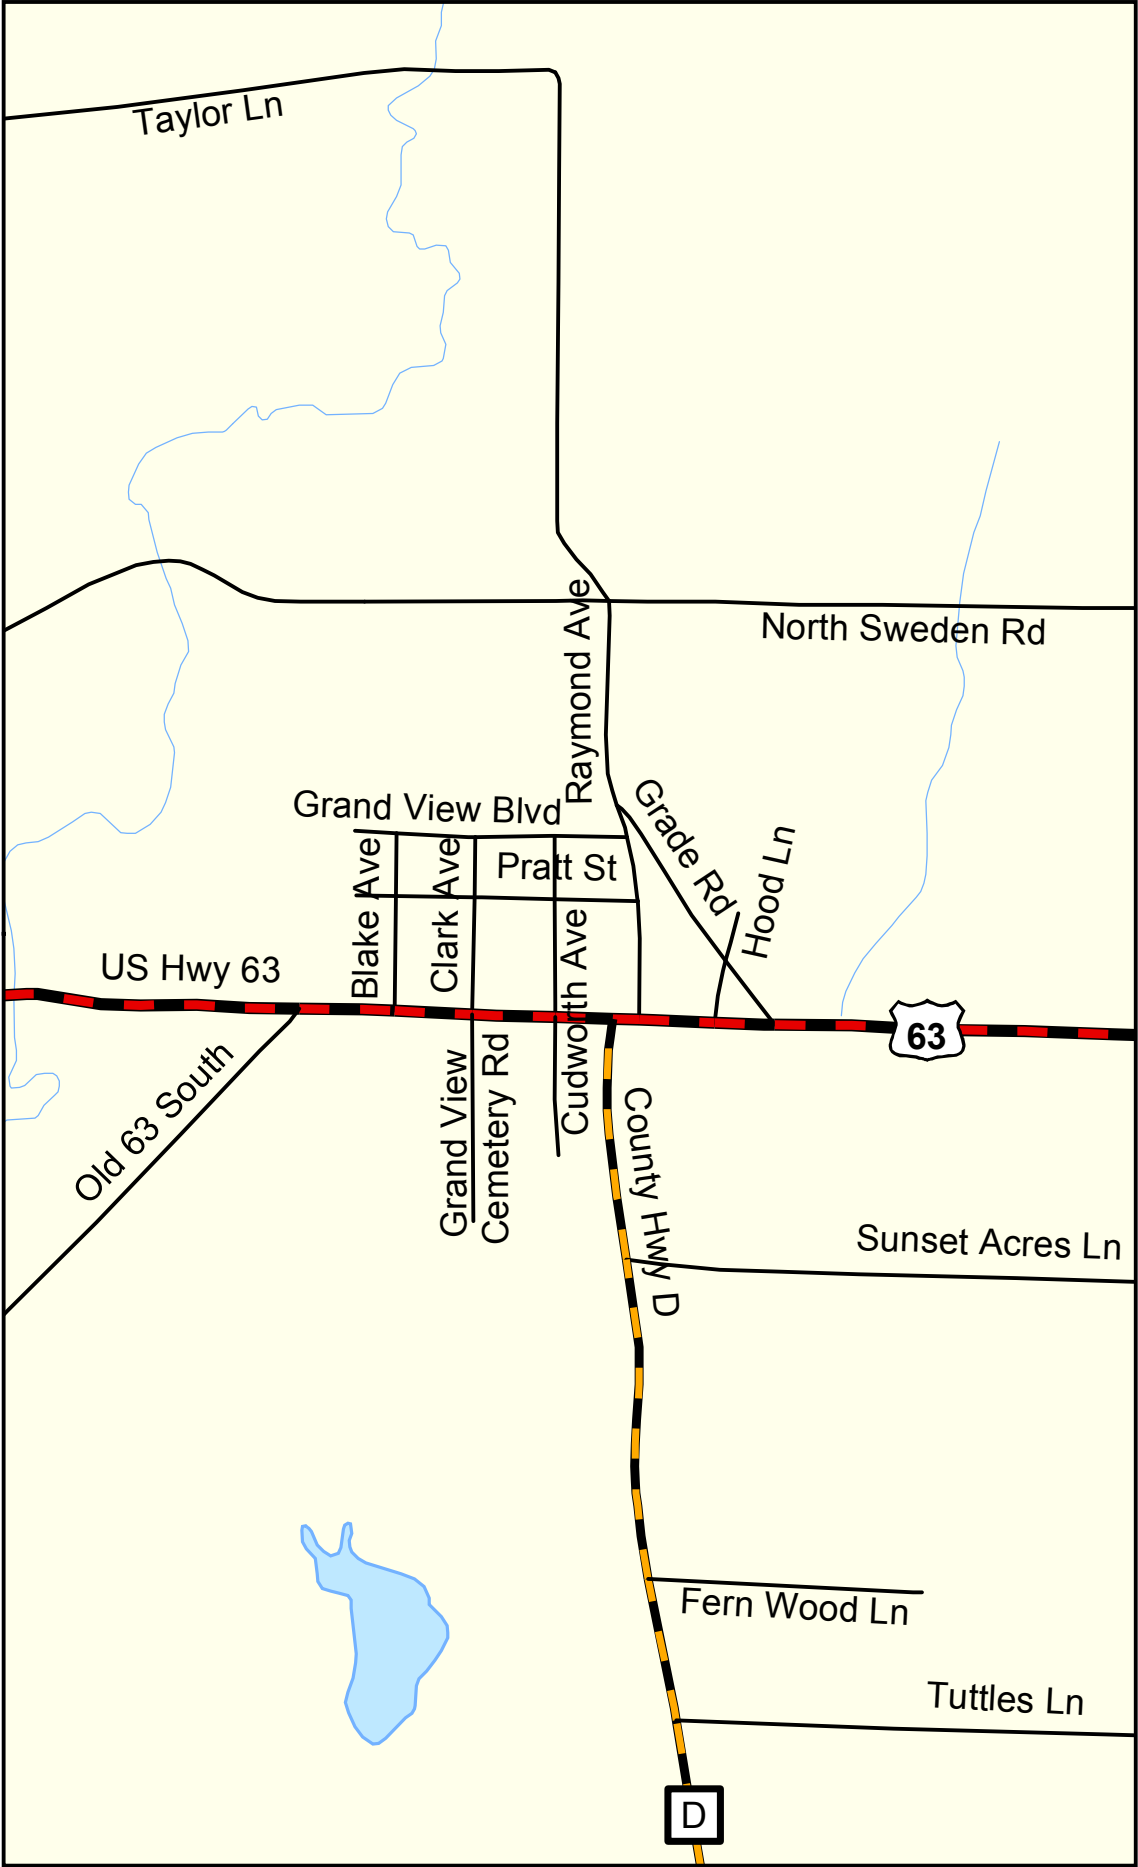 Taylor Ln
North Sweden Rd
Raymond Ave
Grand View Blvd
Grade Rd
Pratt St
Hood Ln
Blake Ave
Clark Ave
Cudworth Ave
US Hwy 63
63
Old 63 South
Grand View
Cemetery Rd
County Hwy D
Sunset Acres Ln
Fern Wood Ln
Tuttles Ln
D